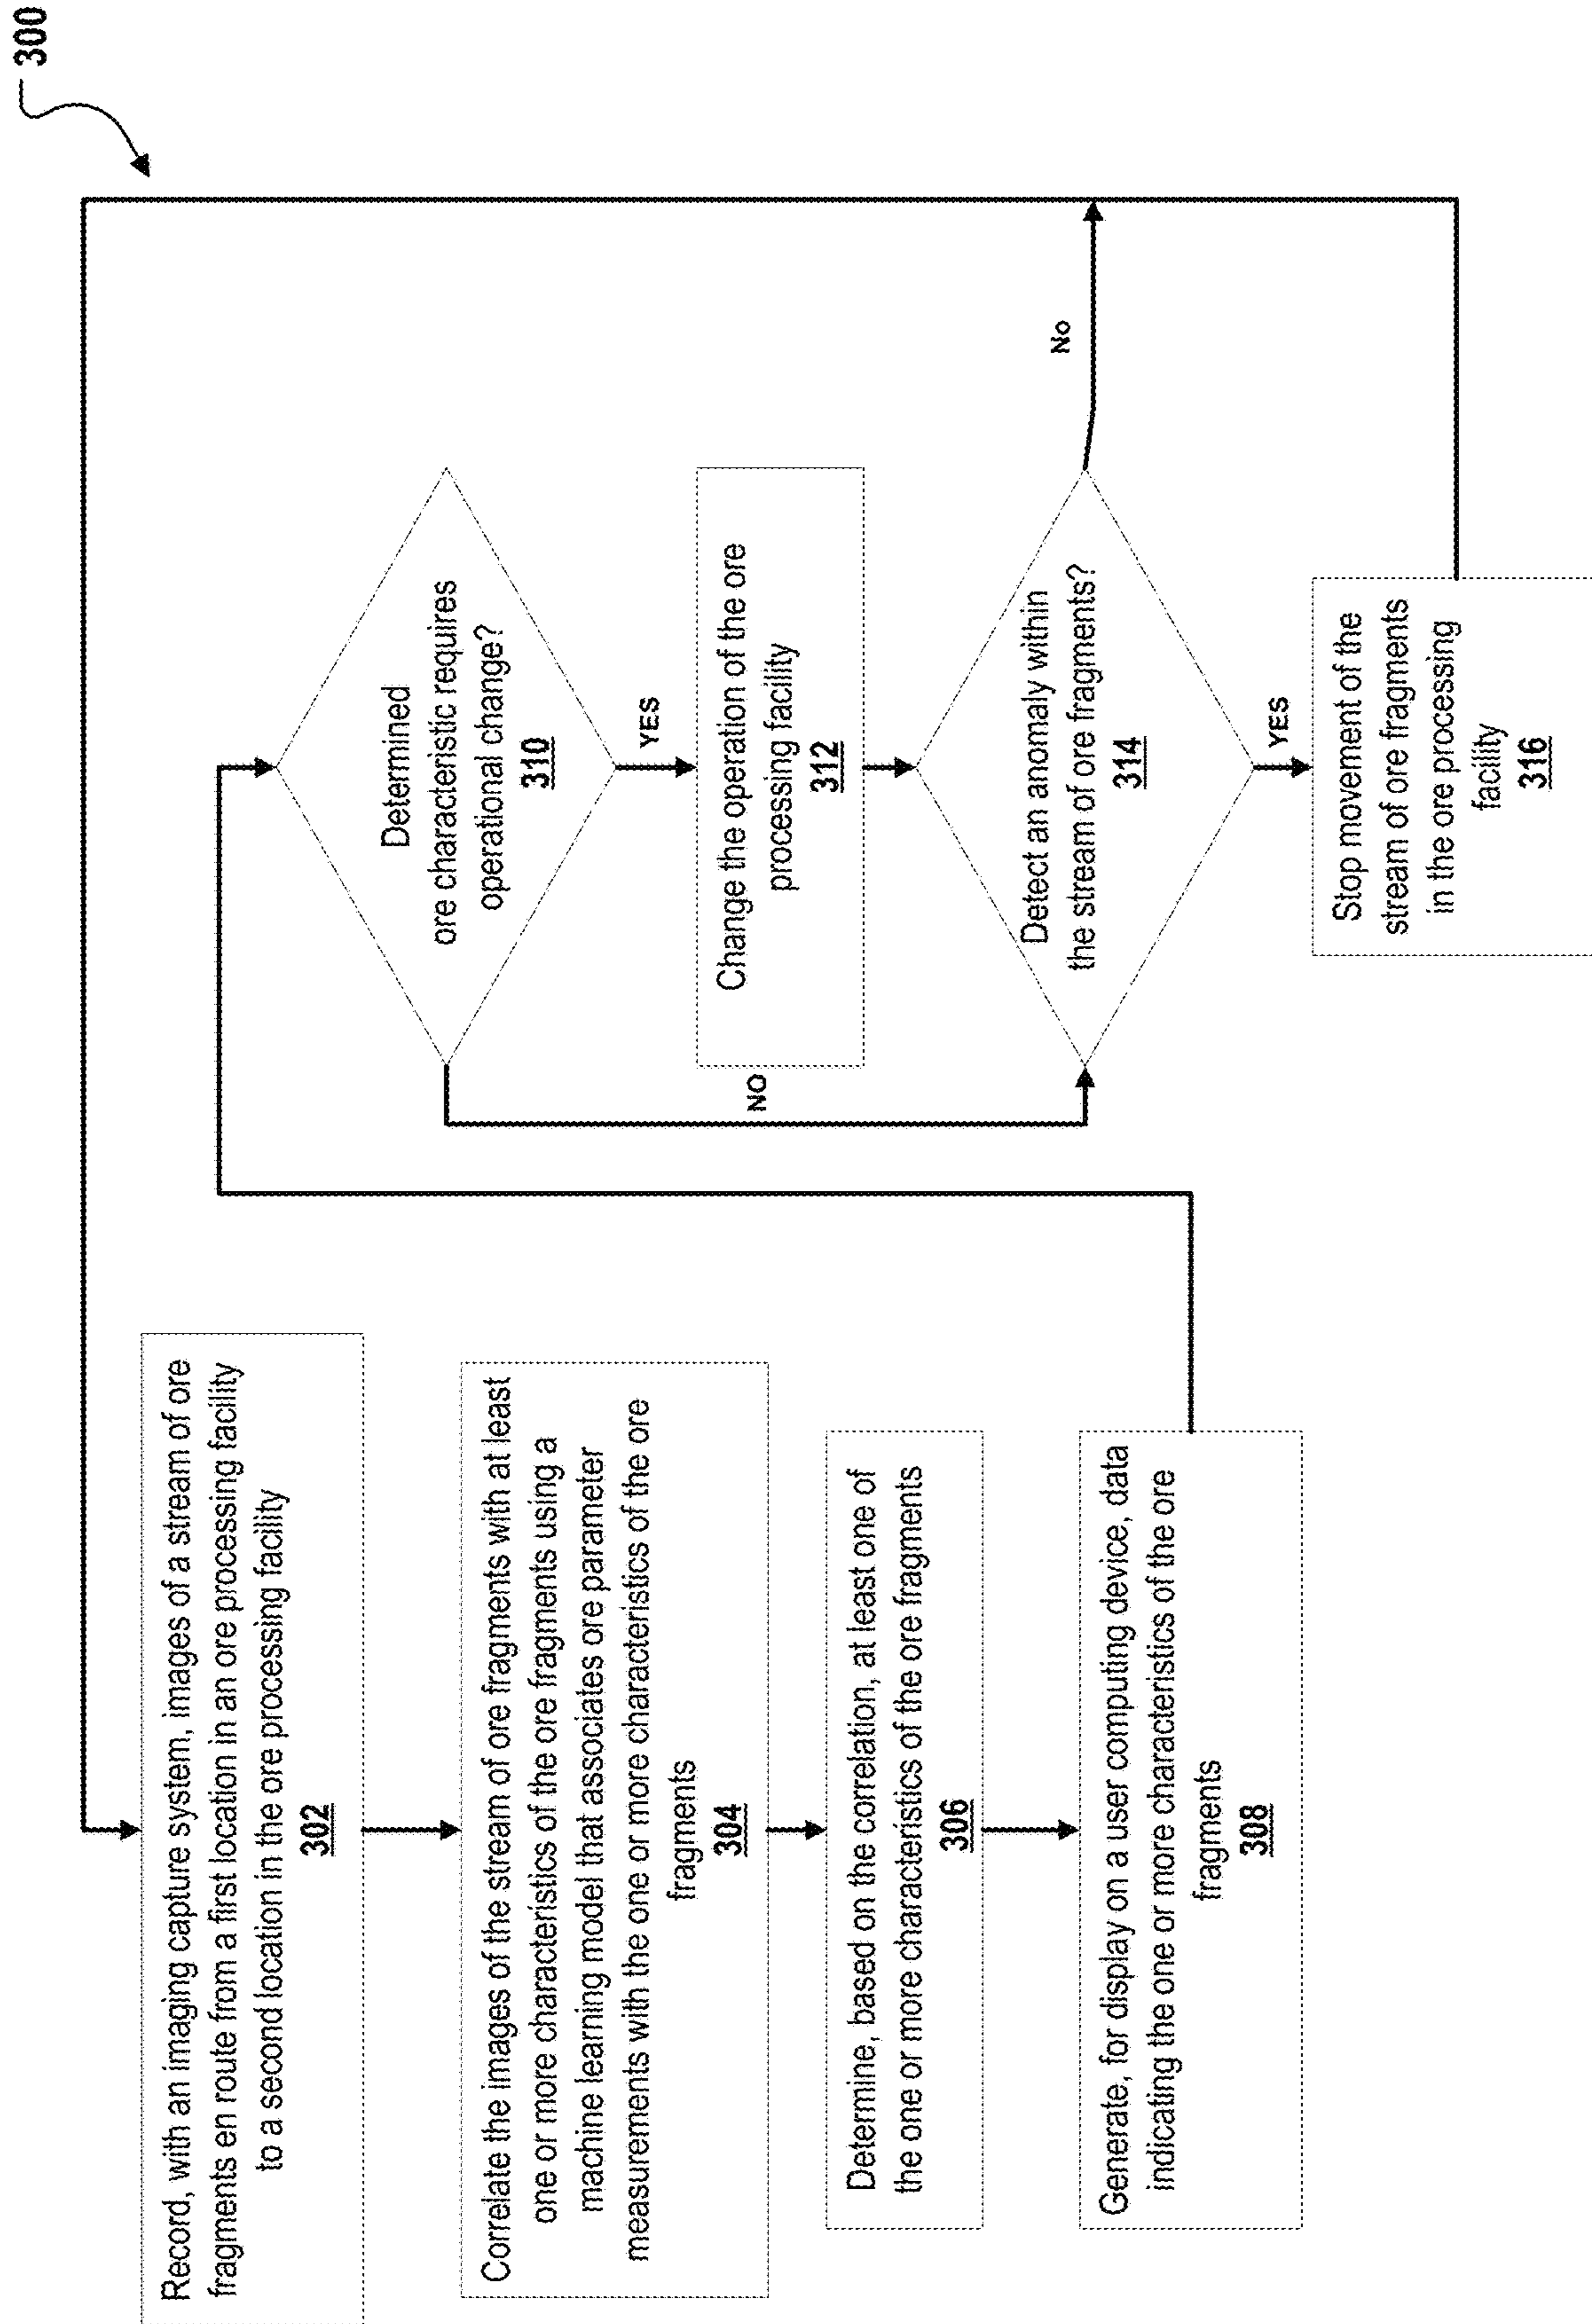 300
Record, with an imaging capture system, images of a stream of ore
fragments en route from a first location in an ore processing facility
to a second location in the ore processing facility
302
Correlate the images of the stream of ore fragments with at least
one or more characteristics of the ore fragments using a
machine learning model that associates ore parameter
measurements with the one or more characteristics of the ore
fragments
304
Determine, based on the correlation, at least one of
the one or more characteristics of the ore fragments
306
Generate, for display on a user computing device, data
indicating the one or more characteristics of the ore
fragments
308
Determined
ore characteristic requires
operational change?
310
YES
NO
Change the operation of the ore
processing facility
312
Detect an anomaly within
the stream of ore fragments?
314
No
YES
Stop movement of the
stream of ore fragments
in the ore processing
facility
316